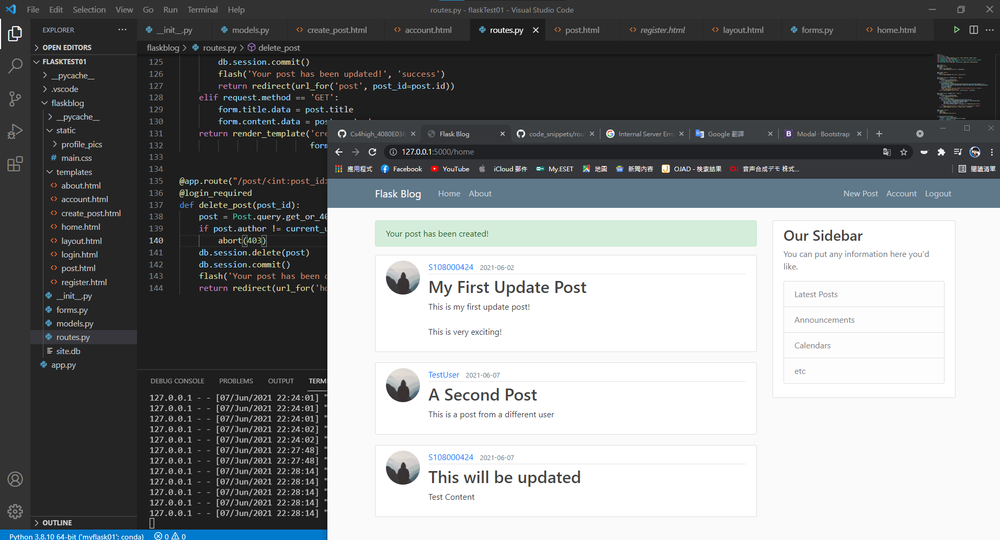 File Edit Selection View Go Run Terminal Help
routes.py - flaskTest01 - Visual Studio Code
EXPLORER ···
__init__.py models.py create_post.html account.html routes.py post.html register.html layout.html forms.py home.html
OPEN EDITORS
flaskblog > routes.py > delete_post
FLASKTEST01
__pycache__
.vscode
flaskblog
__pycache__
static
profile_pics
main.css
templates
about.html
account.html
create_post.html
home.html
layout.html
login.html
post.html
register.html
__init__.py
forms.py
models.py
routes.py
site.db
app.py
OUTLINE
125 db.session.commit()
126 flash('Your post has been updated!', 'success')
127 return redirect(url_for('post', post_id=post.id))
128 elif request.method == 'GET':
129 form.title.data = post.title
130 form.content.data =
131 return render_template('cre
132 form
133
134
135 @app.route("/post/<int:post_id>
136 @login_required
137 def delete_post(post_id):
138 post = Post.query.get_or_40
139 if post.author != current_u
140 abort(403)
141 db.session.delete(post)
142 db.session.commit()
143 flash('Your post has been
144 return redirect(url_for('ho
DEBUG CONSOLE PROBLEMS OUTPUT TERM
127.0.0.1 - - [07/Jun/2021 22:24:01] "
127.0.0.1 - - [07/Jun/2021 22:24:01] "
127.0.0.1 - - [07/Jun/2021 22:24:01] "
127.0.0.1 - - [07/Jun/2021 22:24:02] "
127.0.0.1 - - [07/Jun/2021 22:24:02] "
127.0.0.1 - - [07/Jun/2021 22:27:48] "
127.0.0.1 - - [07/Jun/2021 22:27:48] "
127.0.0.1 - - [07/Jun/2021 22:28:14] "
127.0.0.1 - - [07/Jun/2021 22:28:14] "
127.0.0.1 - - [07/Jun/2021 22:28:14] "
127.0.0.1 - - [07/Jun/2021 22:28:14] "
127.0.0.1 - - [07/Jun/2021 22:28:14] "
Python 3.8.10 64-bit ('myflask01': conda) 0 0
Cs4high_4080E036 Flask Blog code_snippets/rou Internal Server Erro Google 翻譯 Modal · Bootstrap
127.0.0.1:5000/home
應用程式 Facebook YouTube iCloud 郵件 My.ESET 地圖 新聞內容 OJAD - 検索結果 音声合成デモ 株式... 閱讀清單
Flask Blog Home About New Post Account Logout
Your post has been created!
S108000424 2021-06-02
My First Update Post
This is my first update post!
This is very exciting!
TestUser 2021-06-07
A Second Post
This is a post from a different user
S108000424 2021-06-07
This will be updated
Test Content
Our Sidebar
You can put any information here you'd
like.
Latest Posts
Announcements
Calendars
etc